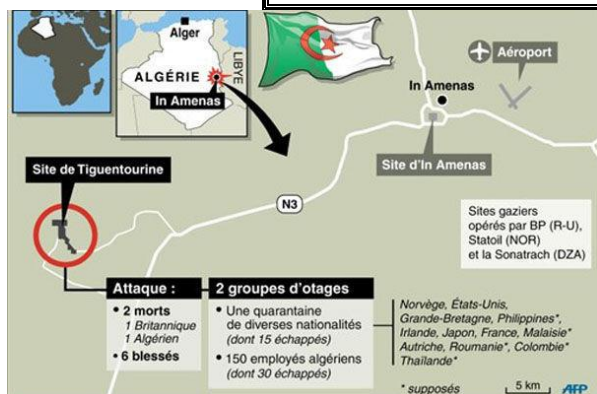 Alger
ALGÉRIE
LIBYE
In Amenas
Aéroport
In Amenas
Site d'In Amenas
Site de Tiguentourine
N3
Sites gaziers
opérés par BP (R-U),
Statoil (NOR)
et la Sonatrach (DZA)
Attaque :
• 2 morts
1 Britannique
1 Algérien
• 6 blessés
2 groupes d'otages
• Une quarantaine
de diverses nationalités
(dont 15 échappés)
• 150 employés algériens
(dont 30 échappés)
Norvège, États-Unis,
Grande-Bretagne, Philippines*,
Irlande, Japon, France, Malaisie*
Autriche, Roumanie*, Colombie*
Thaïlande*
* supposés
5 km
AFP